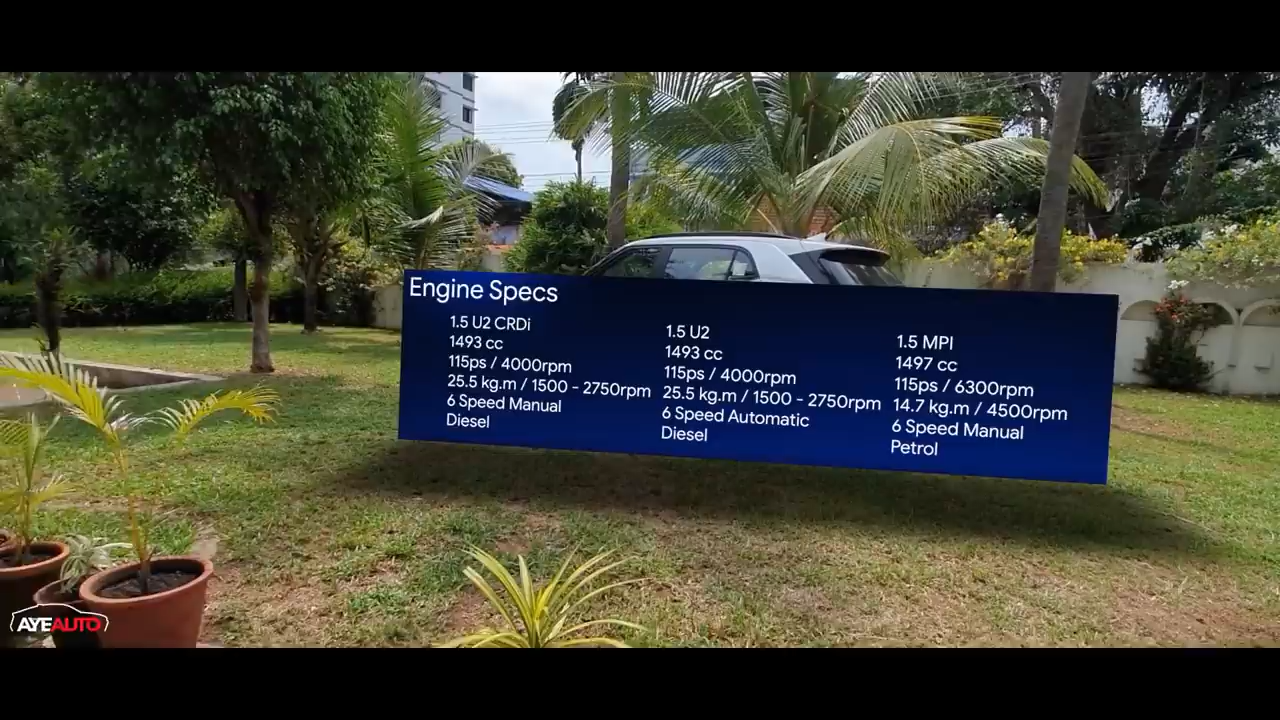 Engine Specs
1.5 U2 CRDi
1493 cc
115ps / 4000rpm
25.5 kg.m / 1500 - 2750rpm
6 Speed Manual
Diesel
1.5 U2
1493 cc
115ps / 4000rpm
25.5 kg.m / 1500 - 2750rpm
6 Speed Automatic
Diesel
1.5 MPI
1497 cc
115ps / 6300rpm
14.7 kg.m / 4500rpm
6 Speed Manual
Petrol
AYEAUTO